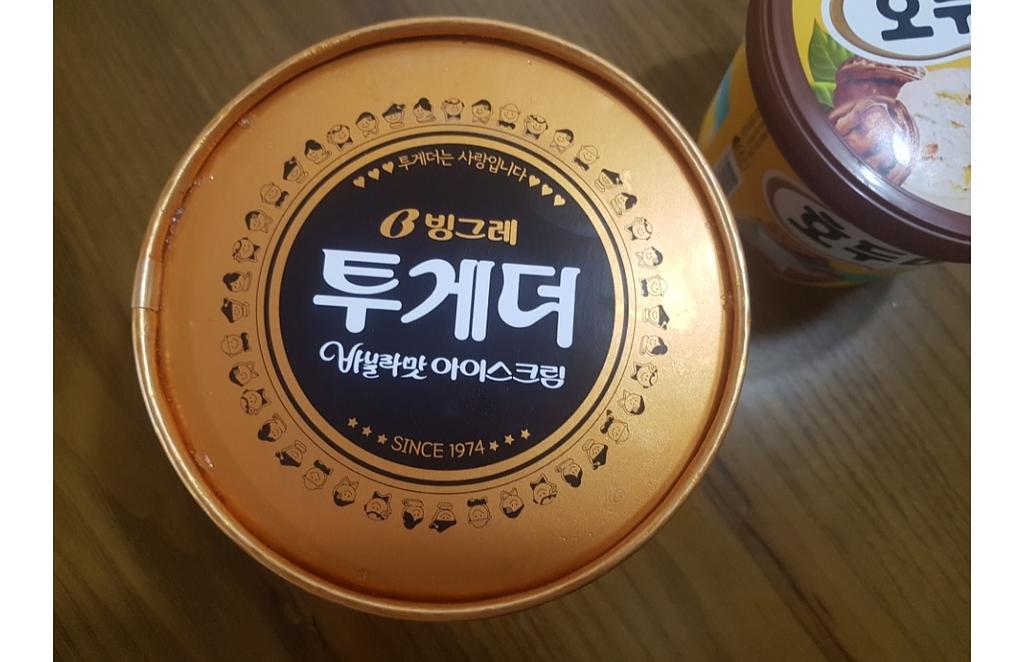 투게더는 사랑입니다
빙그레
투게더
바닐라맛 아이스크림
SINCE 1974